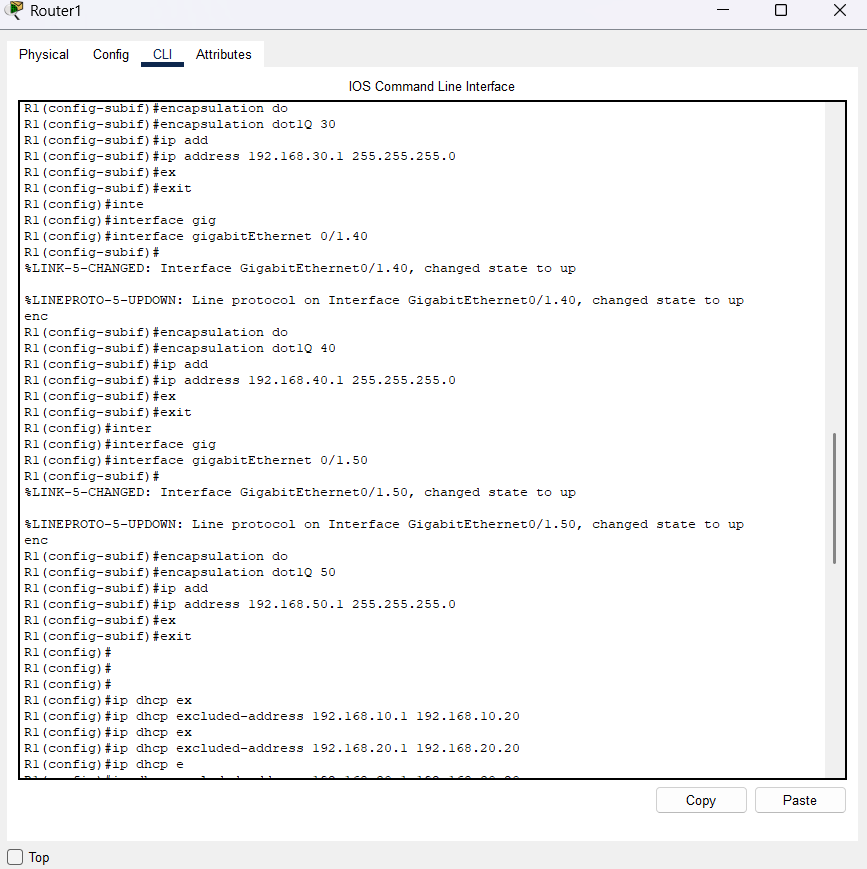 Router1
Physical Config CLI Attributes
IOS Command Line Interface
R1(config-subif)#encapsulation do
R1(config-subif)#encapsulation dot1Q 30
R1(config-subif)#ip add
R1(config-subif)#ip address 192.168.30.1 255.255.255.0
R1(config-subif)#ex
R1(config-subif)#exit
R1(config)#inte
R1(config)#interface gig
R1(config)#interface gigabitEthernet 0/1.40
R1(config-subif)#
%LINK-5-CHANGED: Interface GigabitEthernet0/1.40, changed state to up
%LINEPROTO-5-UPDOWN: Line protocol on Interface GigabitEthernet0/1.40, changed state to up
enc
R1(config-subif)#encapsulation do
R1(config-subif)#encapsulation dot1Q 40
R1(config-subif)#ip add
R1(config-subif)#ip address 192.168.40.1 255.255.255.0
R1(config-subif)#ex
R1(config-subif)#exit
R1(config)#inter
R1(config)#interface gig
R1(config)#interface gigabitEthernet 0/1.50
R1(config-subif)#
%LINK-5-CHANGED: Interface GigabitEthernet0/1.50, changed state to up
%LINEPROTO-5-UPDOWN: Line protocol on Interface GigabitEthernet0/1.50, changed state to up
enc
R1(config-subif)#encapsulation do
R1(config-subif)#encapsulation dot1Q 50
R1(config-subif)#ip add
R1(config-subif)#ip address 192.168.50.1 255.255.255.0
R1(config-subif)#ex
R1(config-subif)#exit
R1(config)#
R1(config)#
R1(config)#
R1(config)#ip dhcp ex
R1(config)#ip dhcp excluded-address 192.168.10.1 192.168.10.20
R1(config)#ip dhcp ex
R1(config)#ip dhcp excluded-address 192.168.20.1 192.168.20.20
R1(config)#ip dhcp e
Copy Paste
Top